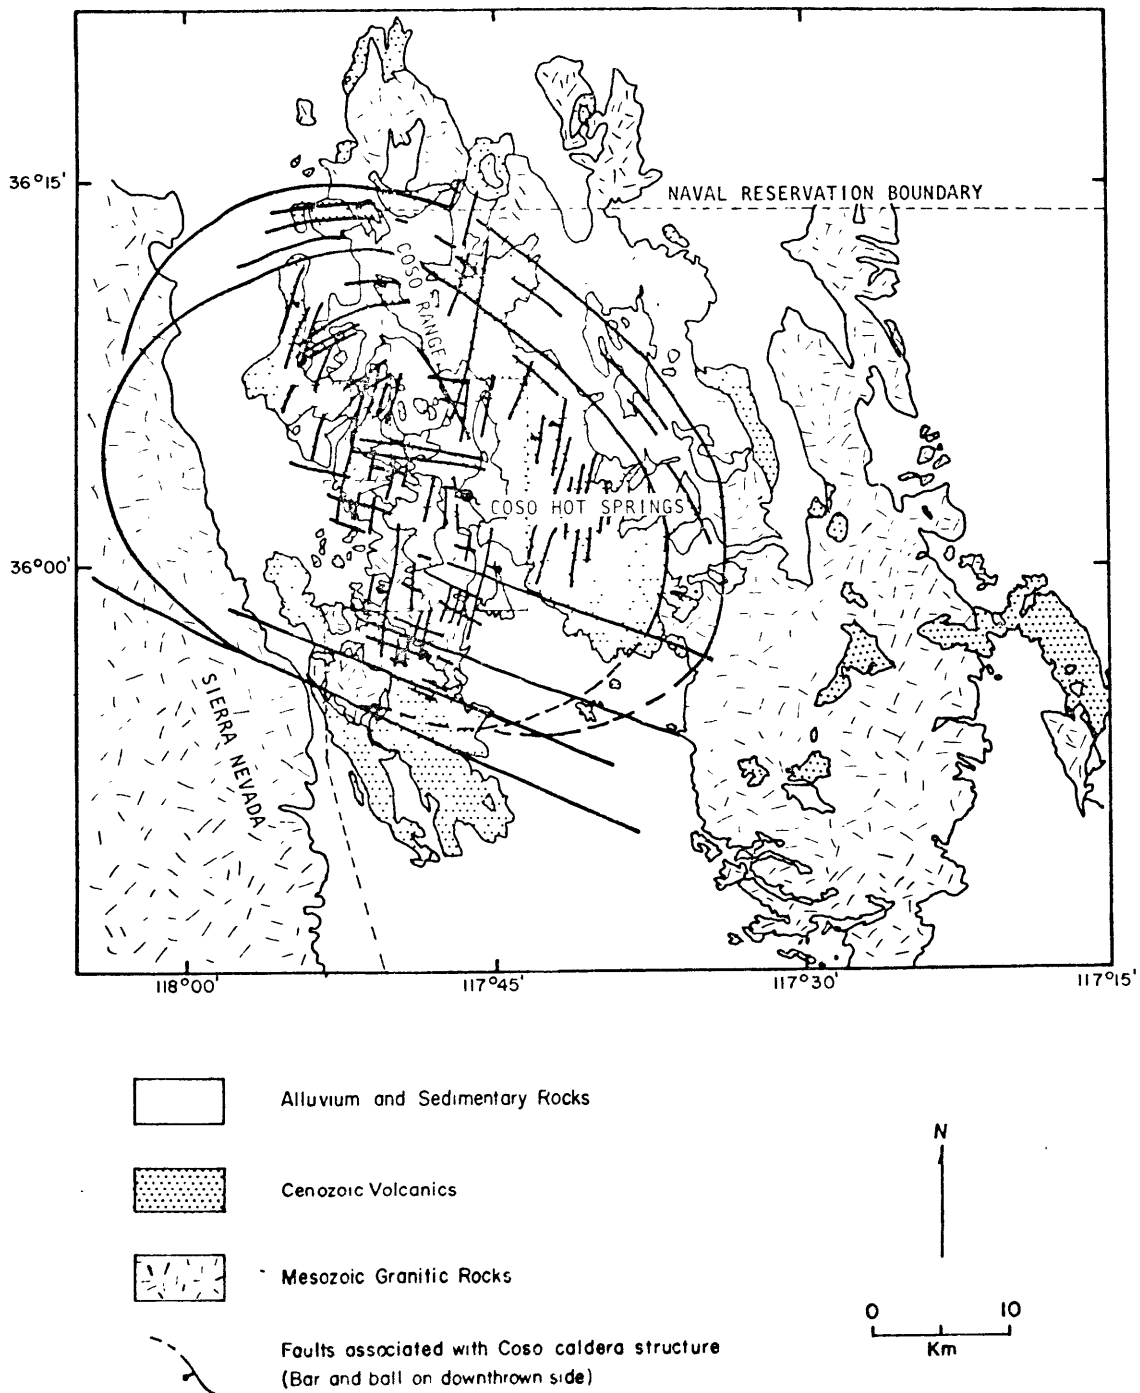 36°15'
NAVAL RESERVATION BOUNDARY
COSO RANGE
COSO HOT SPRINGS
36°00'
SIERRA NEVADA
118°00'
117°45'
117°30'
117°15'
Alluvium and Sedimentary Rocks
Cenozoic Volcanics
Mesozoic Granitic Rocks
Faults associated with Coso caldera structure
(Bar and ball on downthrown side)
N
0 10
Km